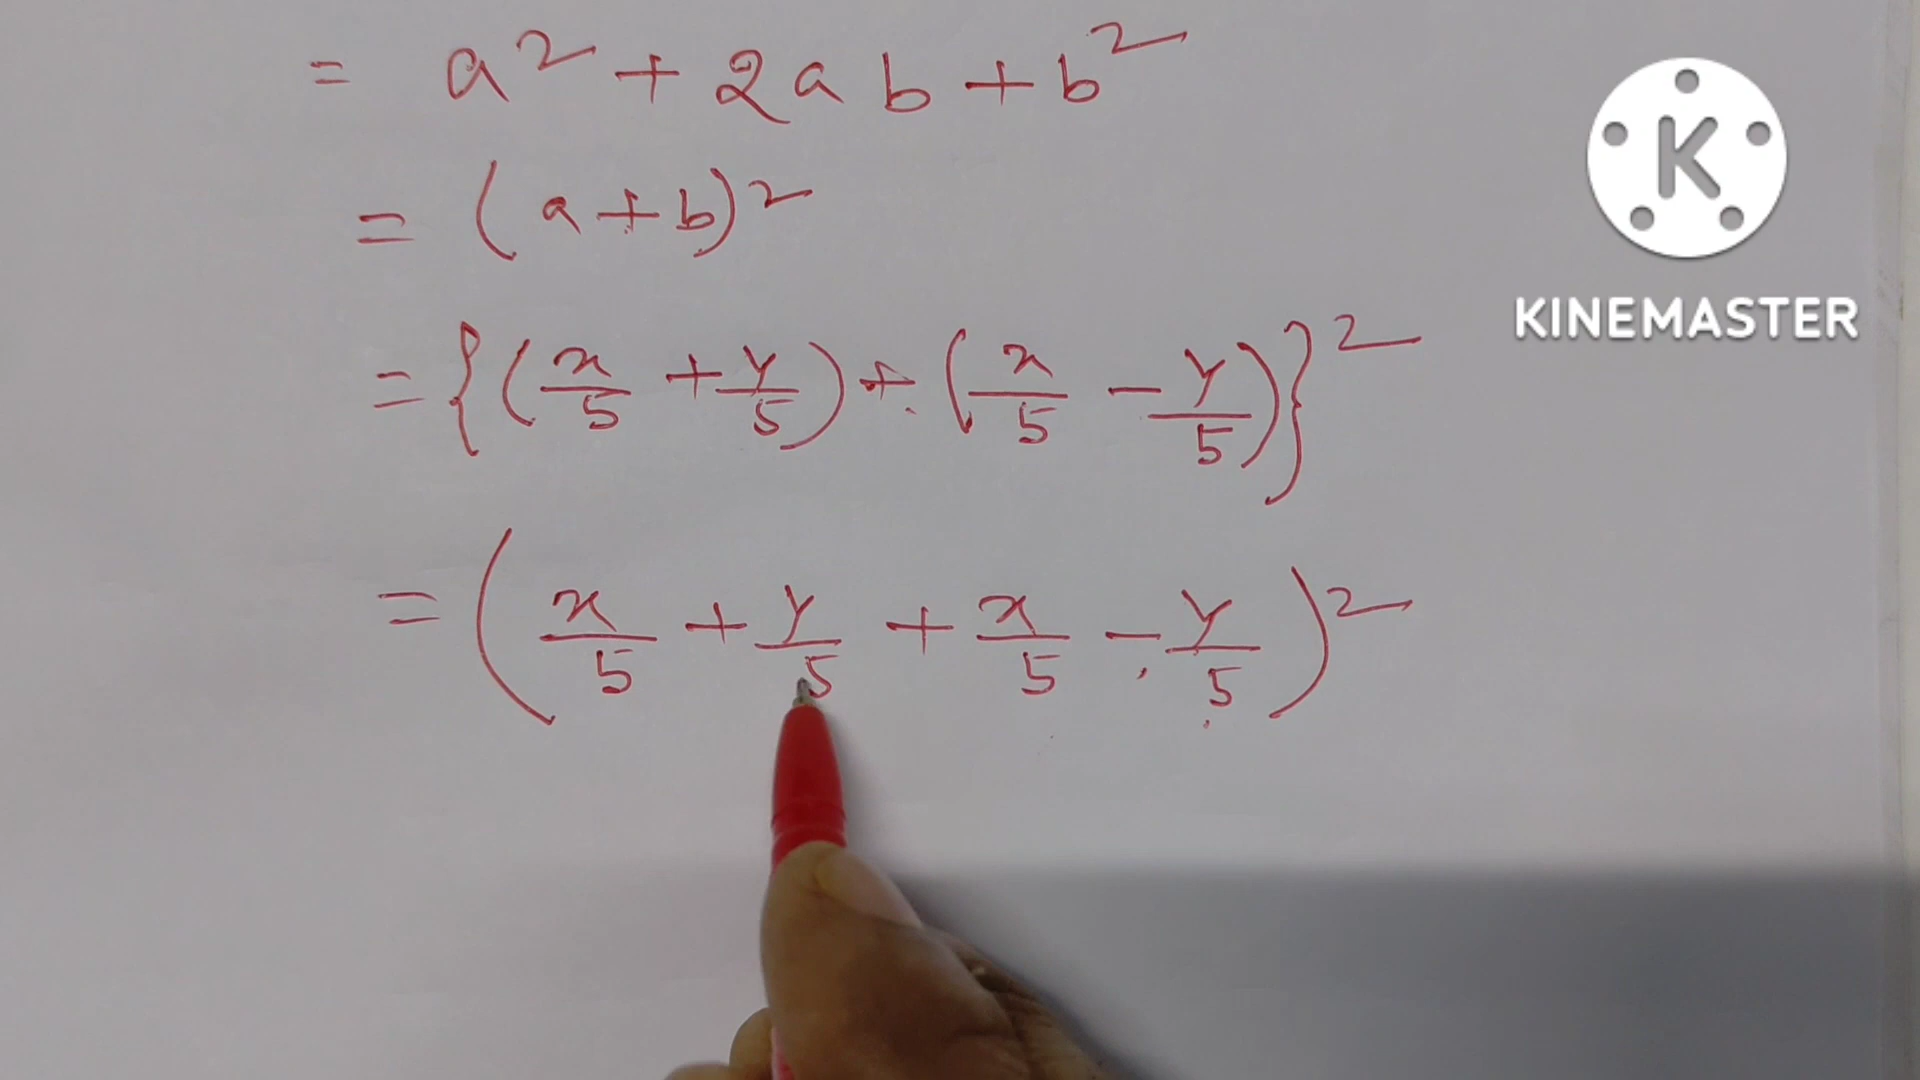 = a² + 2ab + b²
= (a + b)²
= {(x/5 + y/5) + (x/5 - y/5)}²
= (x/5 + y/5 + x/5 - y/5)²
K
KINEMASTER